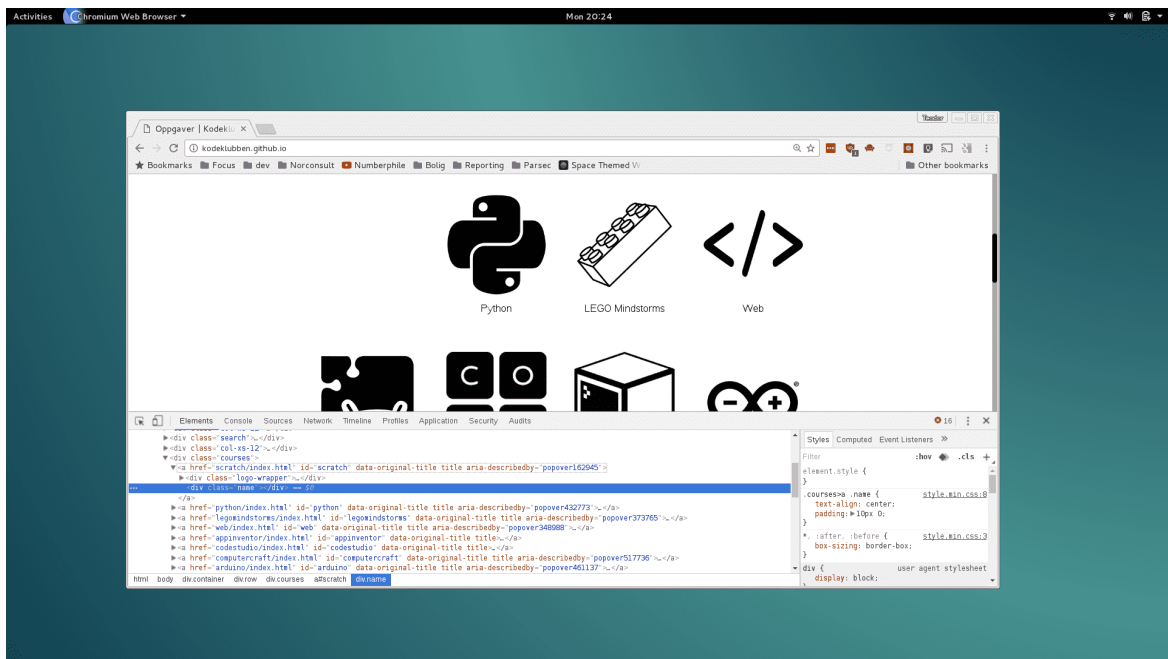 Activities Chromium Web Browser Mon 20:24
Oppgaver | Kodeklu
kodeklubben.github.io
Bookmarks Focus dev Norconsult Numberphile Bolig Reporting Parsec Space Themed W Other bookmarks
Python LEGO Mindstorms Web
C O
Elements Console Sources Network Timeline Profiles Application Security Audits 16
<div class="search">…</div>
<div class="col-xs-12">…</div>
<div class="courses">
<a href="scratch/index.html" id="scratch" data-original-title title aria-describedby="popover162945">
<div class="logo-wrapper">…</div>
<div class="name"></div> == $0
</a>
<a href="python/index.html" id="python" data-original-title title aria-describedby="popover432773">…</a>
<a href="legomindstorms/index.html" id="legomindstorms" data-original-title title aria-describedby="popover373765">…</a>
<a href="web/index.html" id="web" data-original-title title aria-describedby="popover348988">…</a>
<a href="appinventor/index.html" id="appinventor" data-original-title title>…</a>
<a href="codestudio/index.html" id="codestudio" data-original-title title>…</a>
<a href="computercraft/index.html" id="computercraft" data-original-title title aria-describedby="popover517736">…</a>
<a href="arduino/index.html" id="arduino" data-original-title title aria-describedby="popover461137">…</a>
html body div.container div.row div.courses a#scratch div.name
Styles Computed Event Listeners »
Filter :hov .cls +
element.style {
}
.courses>a .name { style.min.css:8
text-align: center;
padding: 10px 0;
}
*, :after, :before { style.min.css:3
box-sizing: border-box;
}
div { user agent stylesheet
display: block;